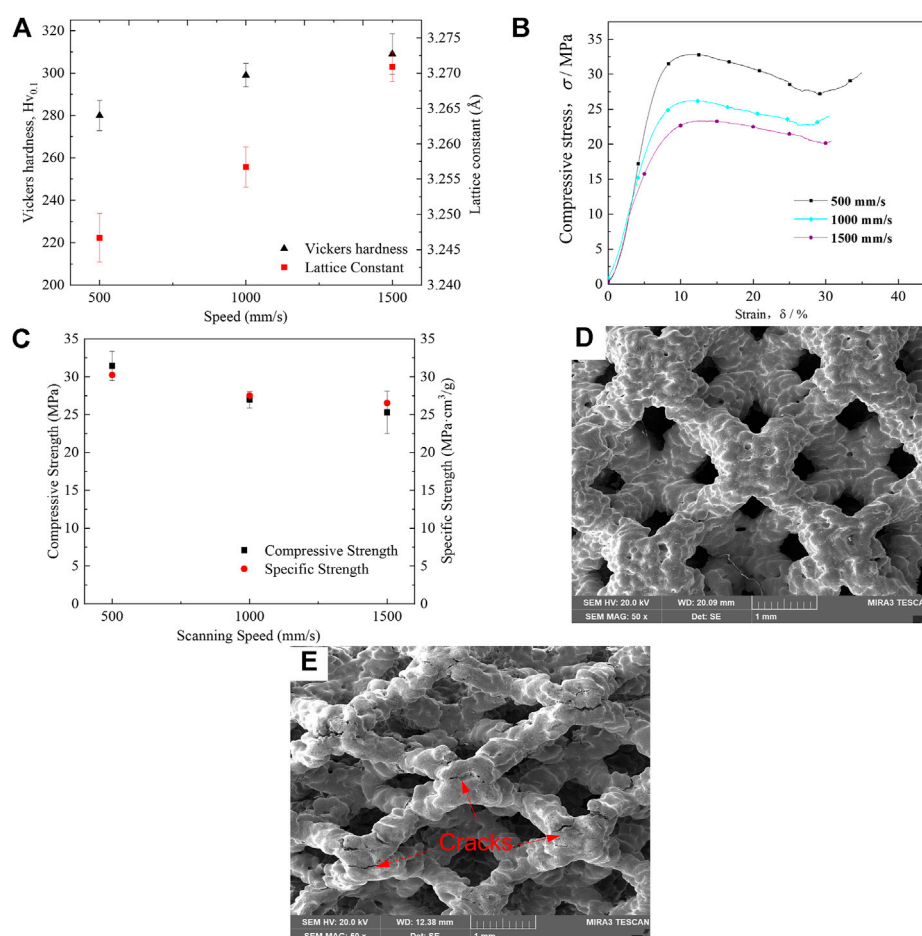 A
320
300
280
260
240
220
200
Vickers hardness, Hv0.1
3.275
3,270
3,265
3,260
3,255
3,250
3,245
3,240
Lattice constant (Å)
Vickers hardness
Lattice Constant
500
1000
1500
Speed (mm/s)
B
35
30
25
20
15
10
5
0
Compressive stress, σ / MPa
500 mm/s
1000 mm/s
1500 mm/s
0
10
20
30
40
Strain, δ / %
C
35
30
25
20
15
10
5
0
Compressive Strength (MPa)
35
30
25
20
15
10
5
0
Specific Strength (MPa·cm³/g)
Compressive Strength
Specific Strength
500
1000
1500
Scanning Speed (mm/s)
D
SEM HV: 20.0 kV
WD: 20.09 mm
MIRA3 TESCAN
SEM MAG: 50 x
Det: SE
1 mm
E
Cracks
SEM HV: 20.0 kV
WD: 12.38 mm
MIRA3 TESCAN
SEM MAG: 50 x
Det: SE
1 mm